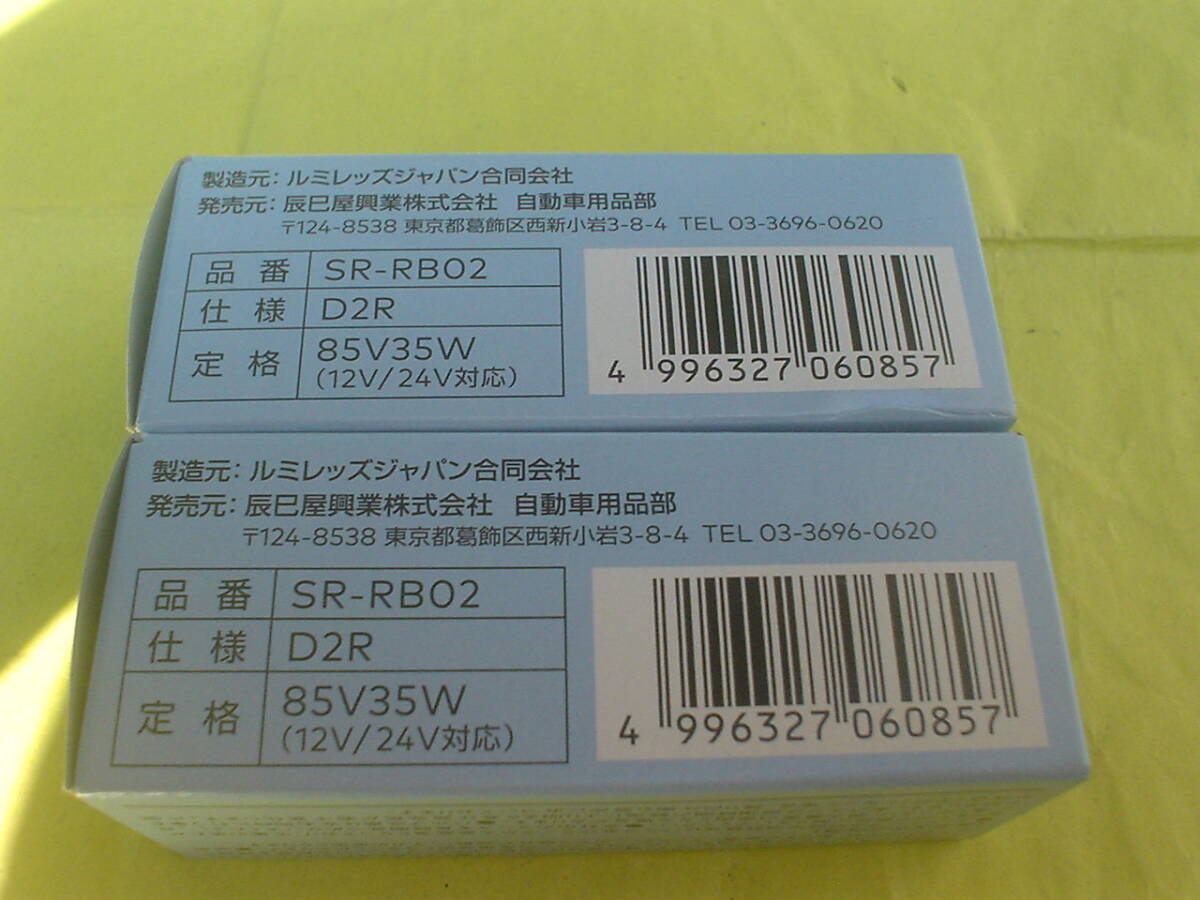 製造元：ルミレッズジャパン合同会社
発売元：辰巳屋興業株式会社 自動車用品部
〒124-8538 東京都葛飾区西新小岩3-8-4 TEL 03-3696-0620
品番 SR-RB02
仕様 D2R
定格 85V35W
(12V/24V対応)
4 996327 060857
製造元：ルミレッズジャパン合同会社
発売元：辰巳屋興業株式会社 自動車用品部
〒124-8538 東京都葛飾区西新小岩3-8-4 TEL 03-3696-0620
品番 SR-RB02
仕様 D2R
定格 85V35W
(12V/24V対応)
4 996327 060857